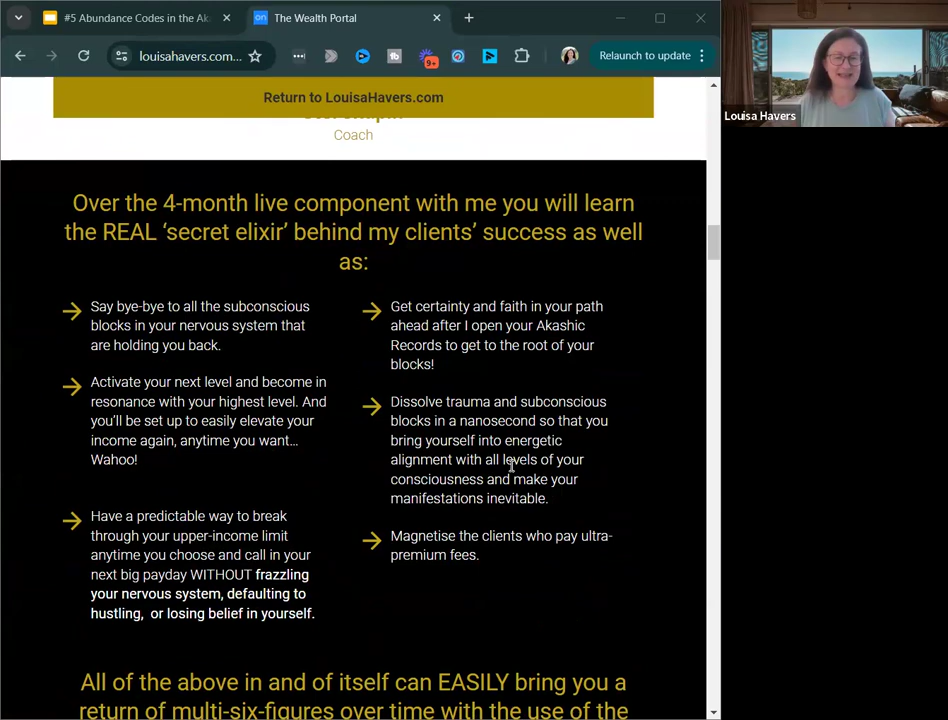 #5 Abundance Codes in the Ak
The Wealth Portal
louisahavers.com...
9+
Relaunch to update
Louisa Havers
Return to LouisaHavers.com
Coach
Over the 4-month live component with me you will learn
the REAL ‘secret elixir’ behind my clients’ success as well
as:
Say bye-bye to all the subconscious
blocks in your nervous system that
are holding you back.
Activate your next level and become in
resonance with your highest level. And
you’ll be set up to easily elevate your
income again, anytime you want...
Wahoo!
Have a predictable way to break
through your upper-income limit
anytime you choose and call in your
next big payday WITHOUT frazzling
your nervous system, defaulting to
hustling, or losing belief in yourself.
Get certainty and faith in your path
ahead after I open your Akashic
Records to get to the root of your
blocks!
Dissolve trauma and subconscious
blocks in a nanosecond so that you
bring yourself into energetic
alignment with all levels of your
consciousness and make your
manifestations inevitable.
Magnetise the clients who pay ultra-
premium fees.
All of the above in and of itself can EASILY bring you a
return of multi-six-figures over time with the use of the